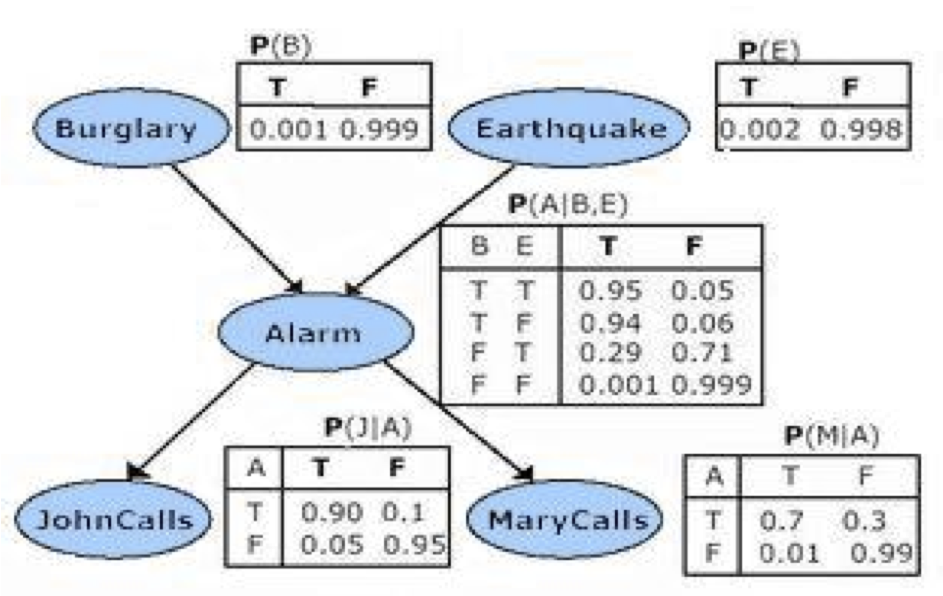 P(B)
T F
Burglary 0.001 0.999
P(E)
T F
Earthquake 0.002 0.998
P(A|B,E)
B E T F
T T 0.95 0.05
T F 0.94 0.06
F T 0.29 0.71
F F 0.001 0.999
Alarm
P(J|A)
A T F
T 0.90 0.1
F 0.05 0.95
JohnCalls
P(M|A)
A T F
T 0.7 0.3
F 0.01 0.99
MaryCalls